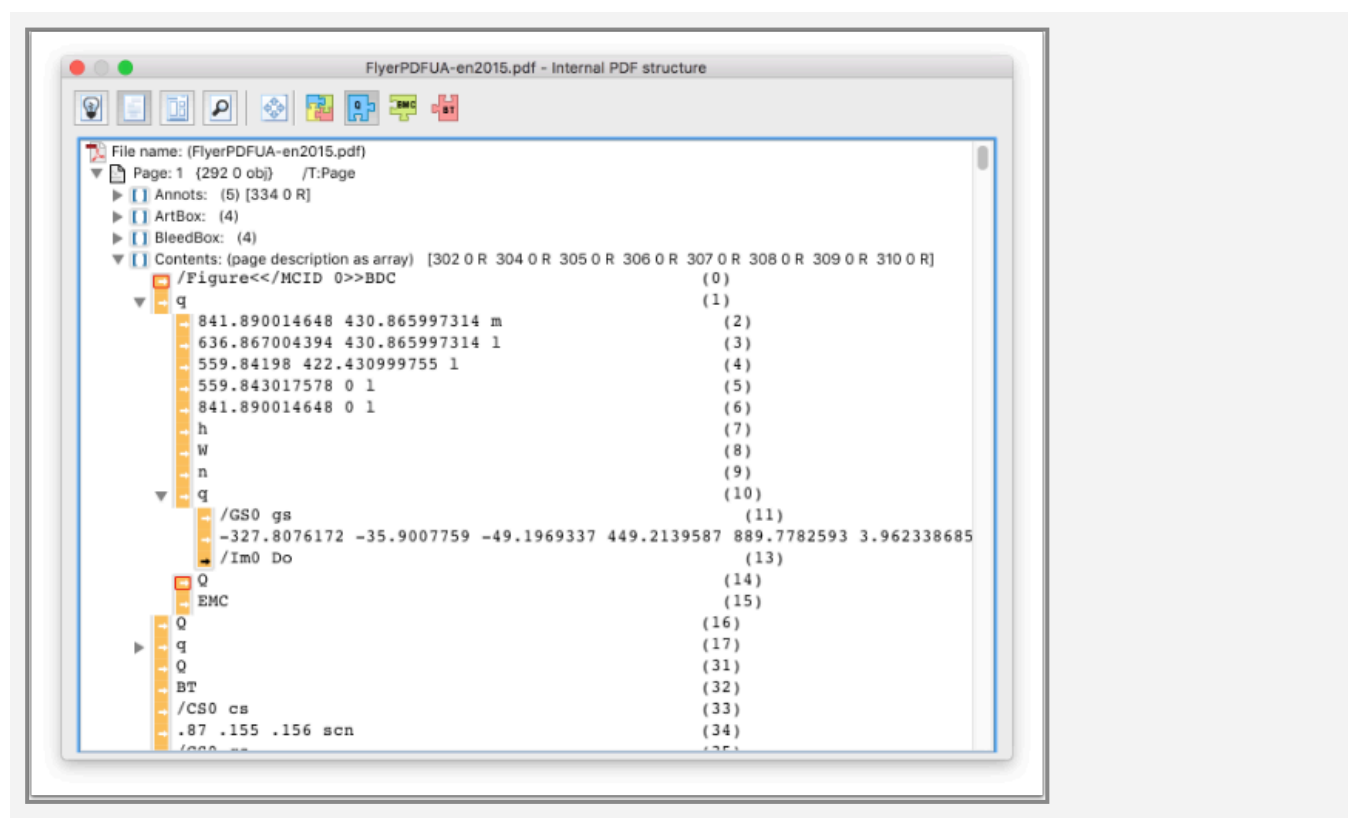 FlyerPDFUA-en2015.pdf - Internal PDF structure
Q EMC BT
File name: (FlyerPDFUA-en2015.pdf)
Page: 1 {292 0 obj} /T:Page
[ ] Annots: (5) [334 0 R]
[ ] ArtBox: (4)
[ ] BleedBox: (4)
[ ] Contents: (page description as array) [302 0 R 304 0 R 305 0 R 306 0 R 307 0 R 308 0 R 309 0 R 310 0 R]
/Figure<</MCID 0>>BDC (0)
q (1)
841.890014648 430.865997314 m (2)
636.867004394 430.865997314 l (3)
559.84198 422.430999755 l (4)
559.843017578 0 l (5)
841.890014648 0 l (6)
h (7)
W (8)
n (9)
q (10)
/GS0 gs (11)
-327.8076172 -35.9007759 -49.1969337 449.2139587 889.7782593 3.962338685
/Im0 Do (13)
Q (14)
EMC (15)
Q (16)
q (17)
Q (31)
BT (32)
/CS0 cs (33)
.87 .155 .156 scn (34)